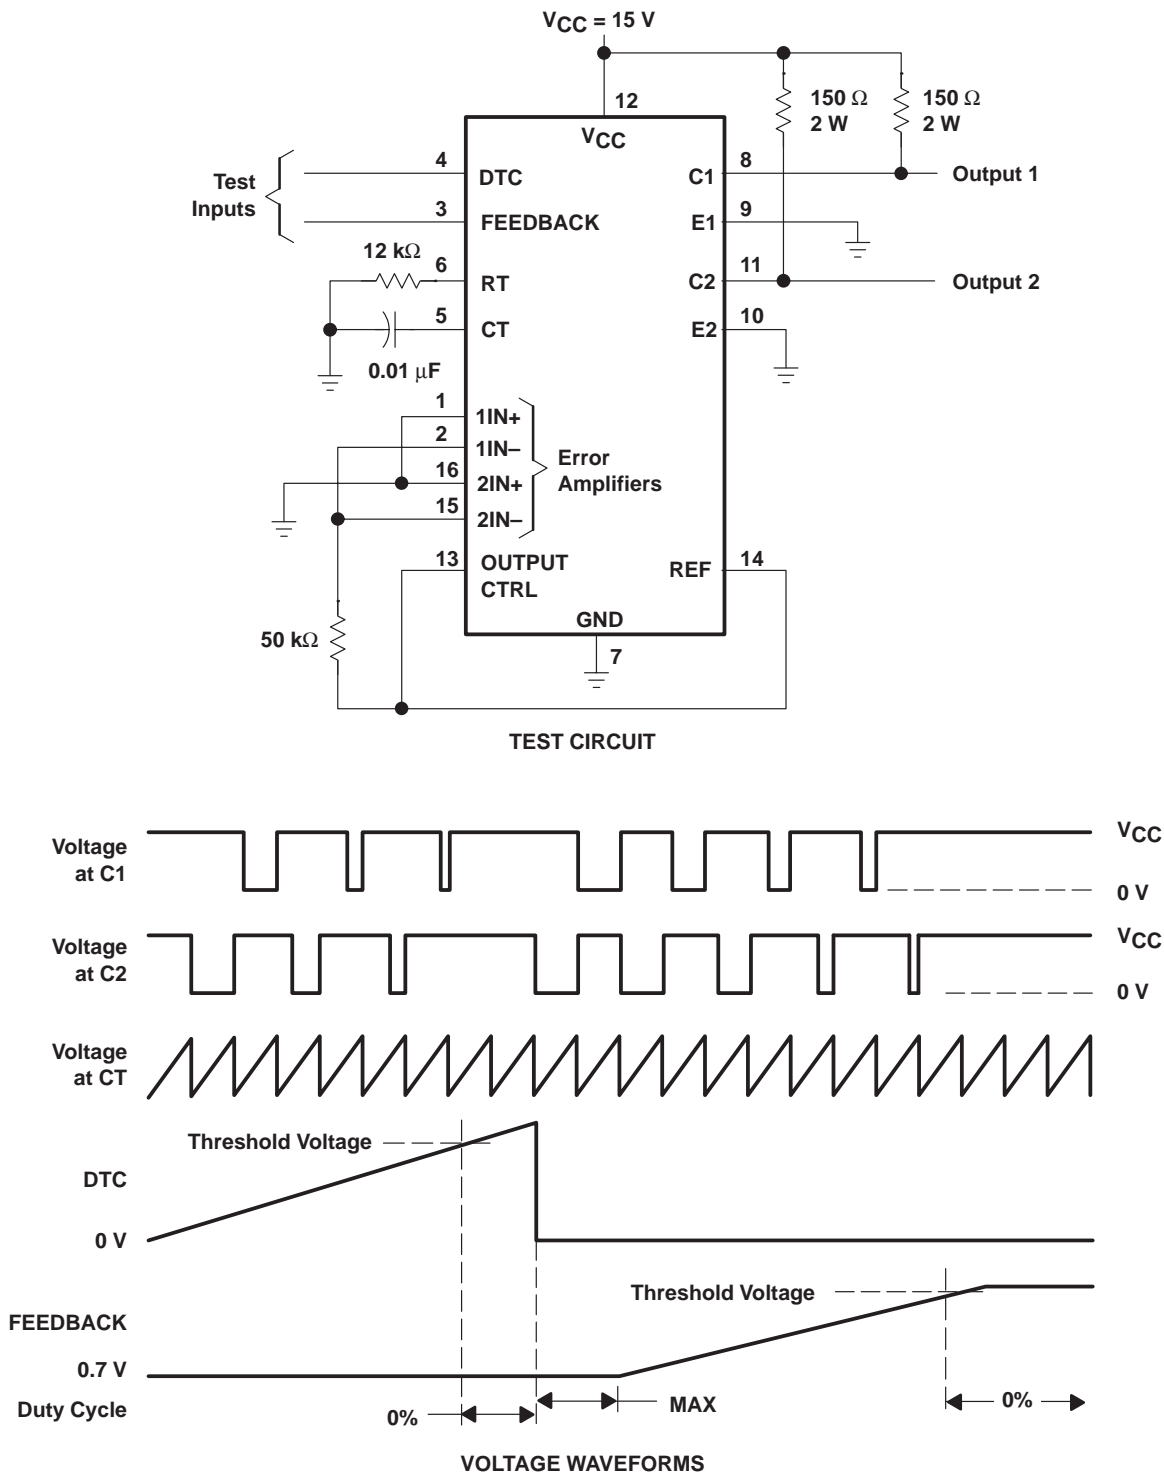 VCC = 15 V
12
150 Ω
2 W
150 Ω
2 W
VCC
Test
Inputs
4
DTC
3
FEEDBACK
12 kΩ
6
RT
5
CT
0.01 μF
C1
8
Output 1
E1
9
C2
11
Output 2
E2
10
1
1IN+
2
1IN–
16
2IN+
15
2IN–
Error
Amplifiers
13
OUTPUT
CTRL
REF
14
50 kΩ
GND
7
TEST CIRCUIT
Voltage
at C1
VCC
0 V
Voltage
at C2
VCC
0 V
Voltage
at CT
Threshold Voltage
DTC
0 V
Threshold Voltage
FEEDBACK
0.7 V
Duty Cycle
0%
MAX
0%
VOLTAGE WAVEFORMS